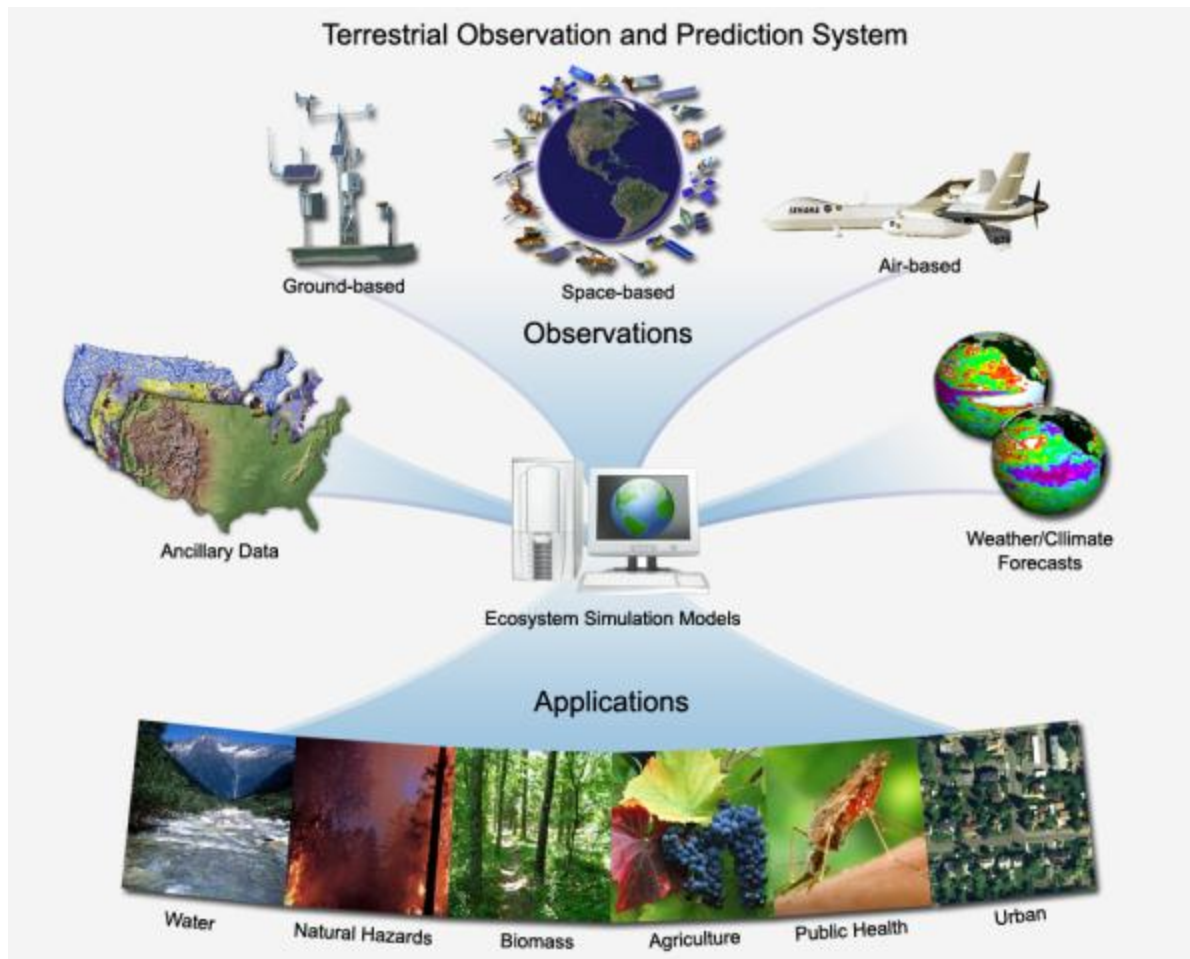 Terrestrial Observation and Prediction System
Ground-based
Space-based
Air-based
Observations
Ancillary Data
Weather/Cllimate
Forecasts
Ecosystem Simulation Models
Applications
Water
Natural Hazards
Biomass
Agriculture
Public Health
Urban